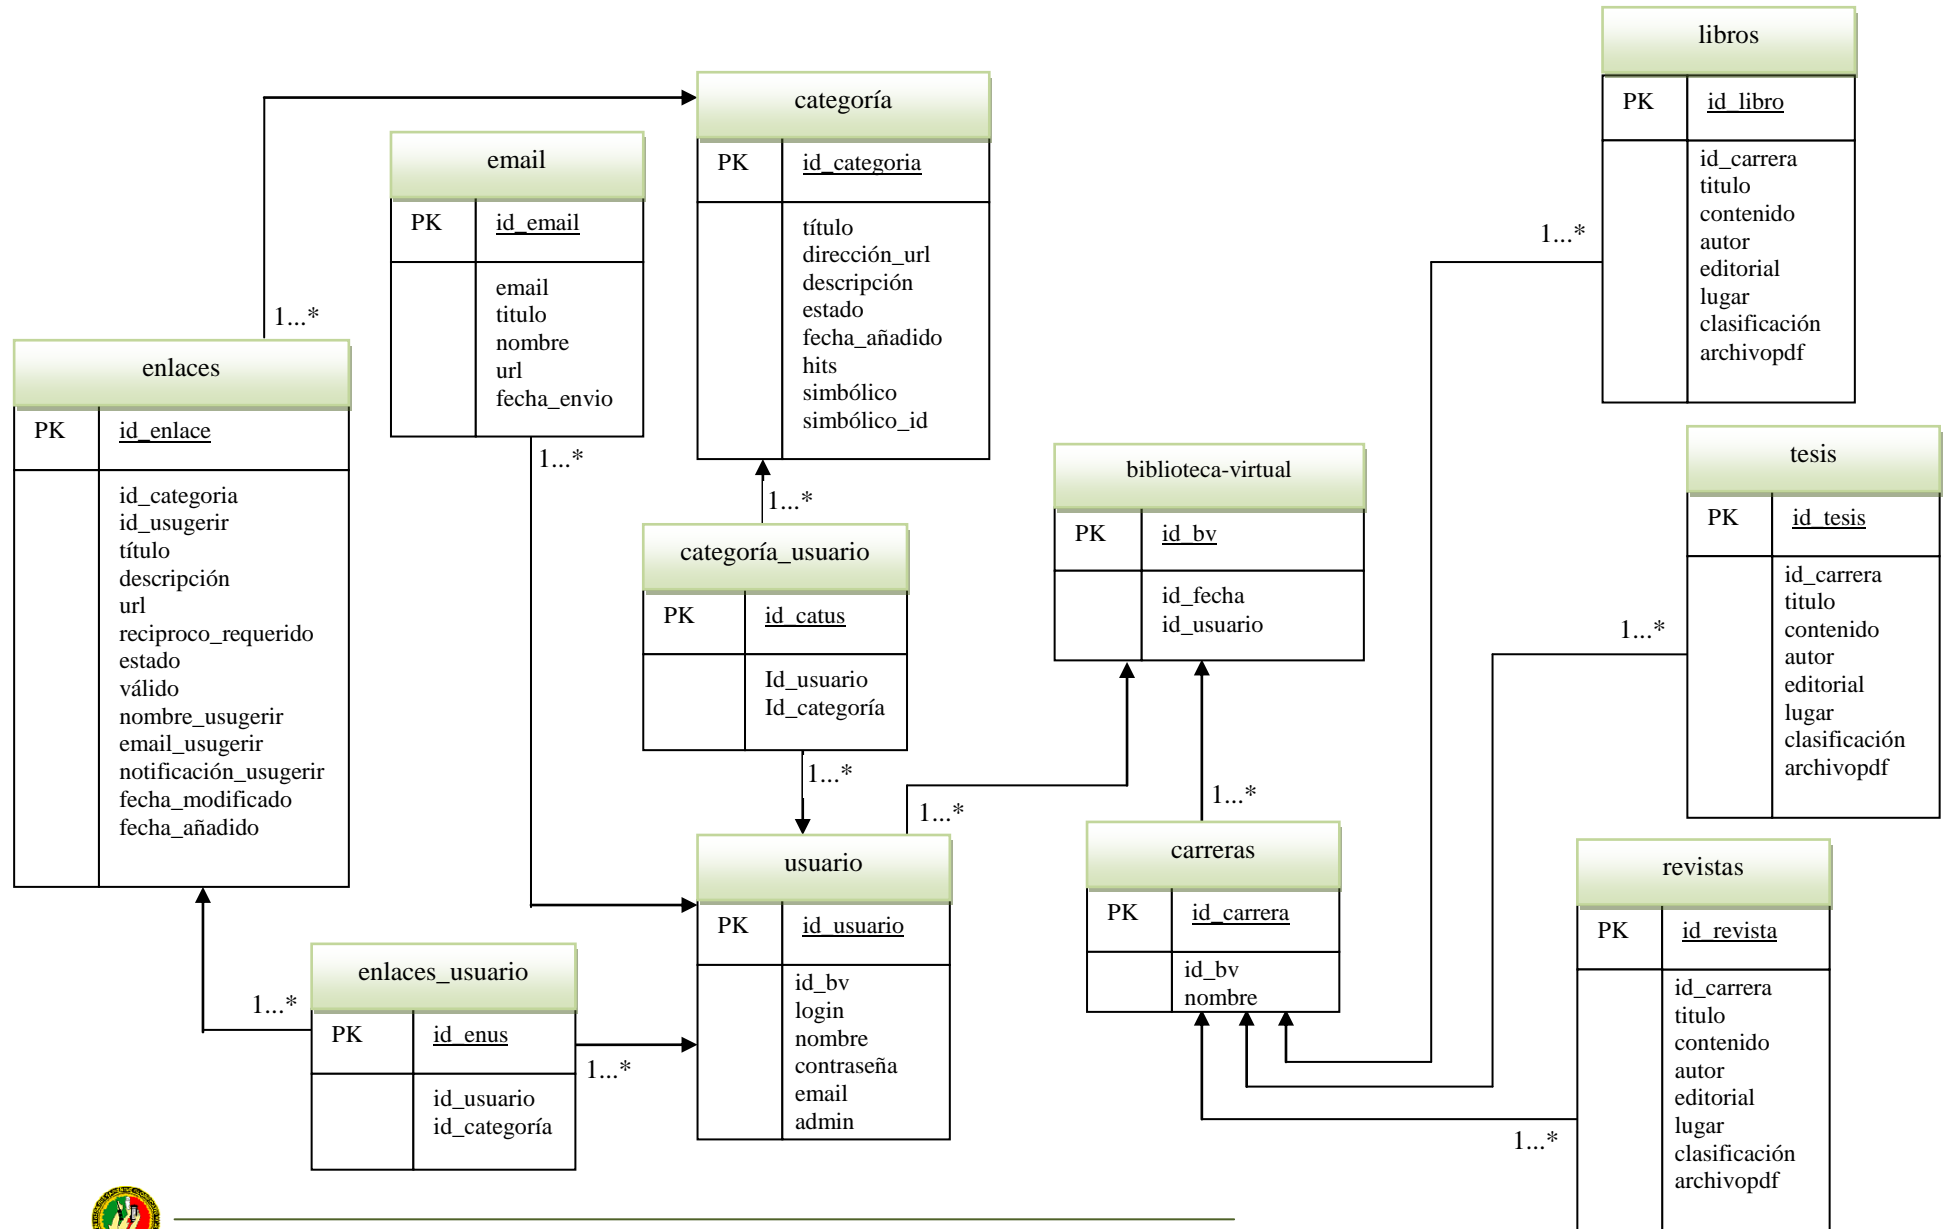 libros
PK id_libro
id_carrera
titulo
contenido
autor
editorial
lugar
clasificación
archivopdf
1...*
categoría
PK id_categoria
título
dirección_url
descripción
estado
fecha_añadido
hits
simbólico
simbólico_id
email
PK id_email
email
titulo
nombre
url
fecha_envio
1...*
1...*
enlaces
PK id_enlace
id_categoria
id_usugerir
título
descripción
url
reciproco_requerido
estado
válido
nombre_usugerir
email_usugerir
notificación_usugerir
fecha_modificado
fecha_añadido
1...*
categoría_usuario
PK id_catus
Id_usuario
Id_categoría
1...*
biblioteca-virtual
PK id_bv
id_fecha
id_usuario
tesis
PK id_tesis
id_carrera
titulo
contenido
autor
editorial
lugar
clasificación
archivopdf
1...*
1...*
1...*
usuario
PK id_usuario
id_bv
login
nombre
contraseña
email
admin
carreras
PK id_carrera
id_bv
nombre
revistas
PK id_revista
id_carrera
titulo
contenido
autor
editorial
lugar
clasificación
archivopdf
1...*
enlaces_usuario
PK id_enus
id_usuario
id_categoría
1...*
1...*